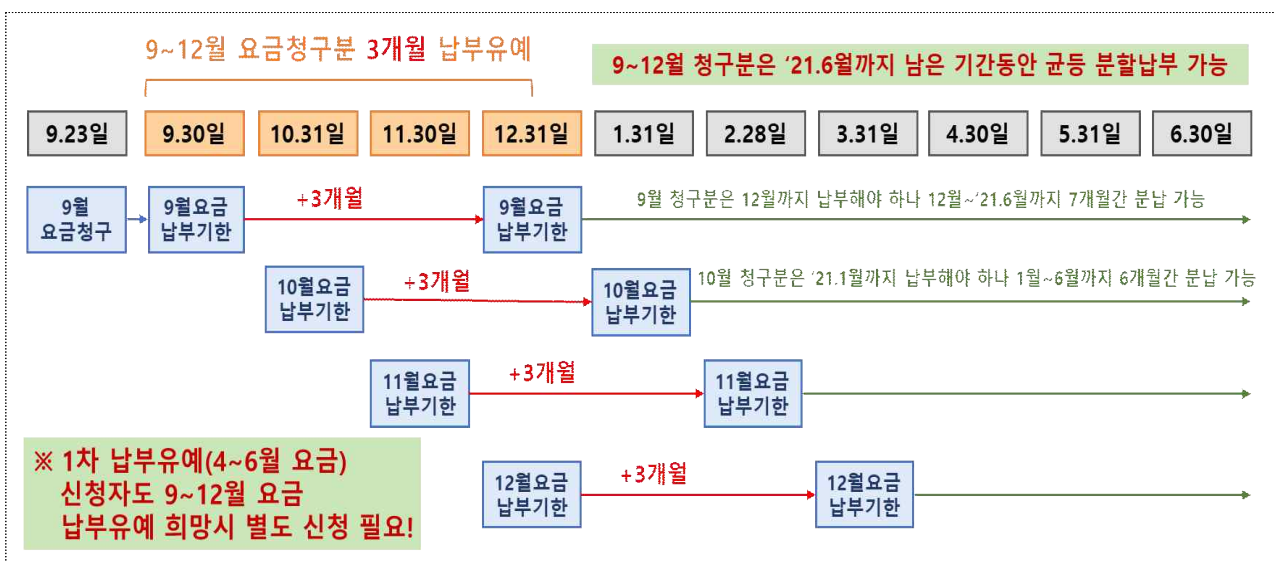 9~12월 요금청구분 3개월 납부유예
9~12월 청구분은 ‘21.6월까지 남은 기간동안 균등 분할납부 가능
9.23일 9.30일 10.31일 11.30일 12.31일 1.31일 2.28일 3.31일 4.30일 5.31일 6.30일
9월
요금청구
9월요금
납부기한
+3개월
9월요금
납부기한
9월 청구분은 12월까지 납부해야 하나 12월~‘21.6월까지 7개월간 분납 가능
10월요금
납부기한
+3개월
10월요금
납부기한
10월 청구분은 ‘21.1월까지 납부해야 하나 1월~6월까지 6개월간 분납 가능
11월요금
납부기한
+3개월
11월요금
납부기한
12월요금
납부기한
+3개월
12월요금
납부기한
※ 1차 납부유예(4~6월 요금)
신청자도 9~12월 요금
납부유예 희망시 별도 신청 필요!